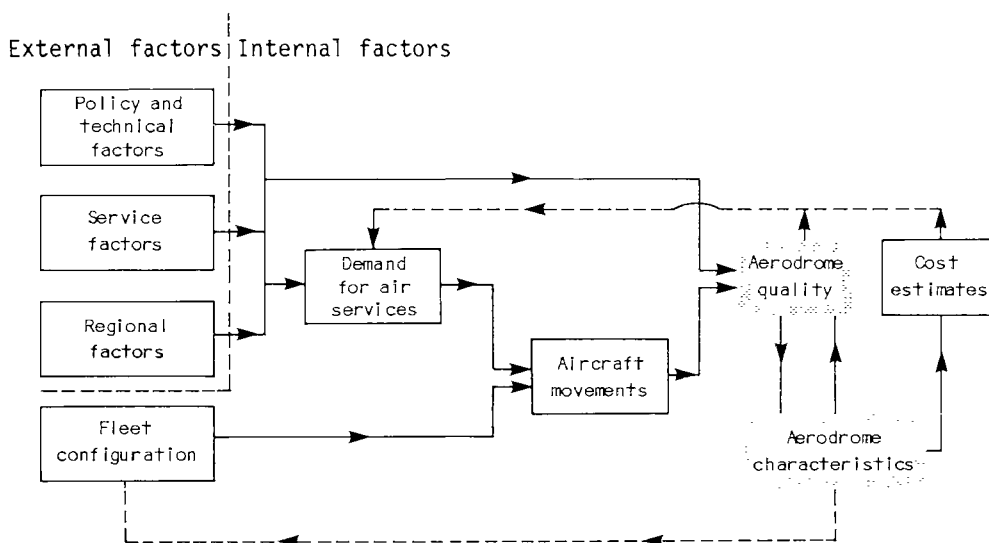 External factors Internal factors
Policy and
technical
factors
Service
factors
Regional
factors
Fleet
configuration
Demand
for air
services
Aircraft
movements
Aerodrome
quality
Cost
estimates
Aerodrome
characteristics